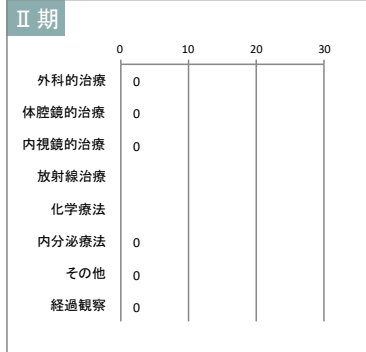 Ⅱ期
0 10 20 30
外科的治療 0
体腔鏡的治療 0
内視鏡的治療 0
放射線治療
化学療法
内分泌療法 0
その他 0
経過観察 0